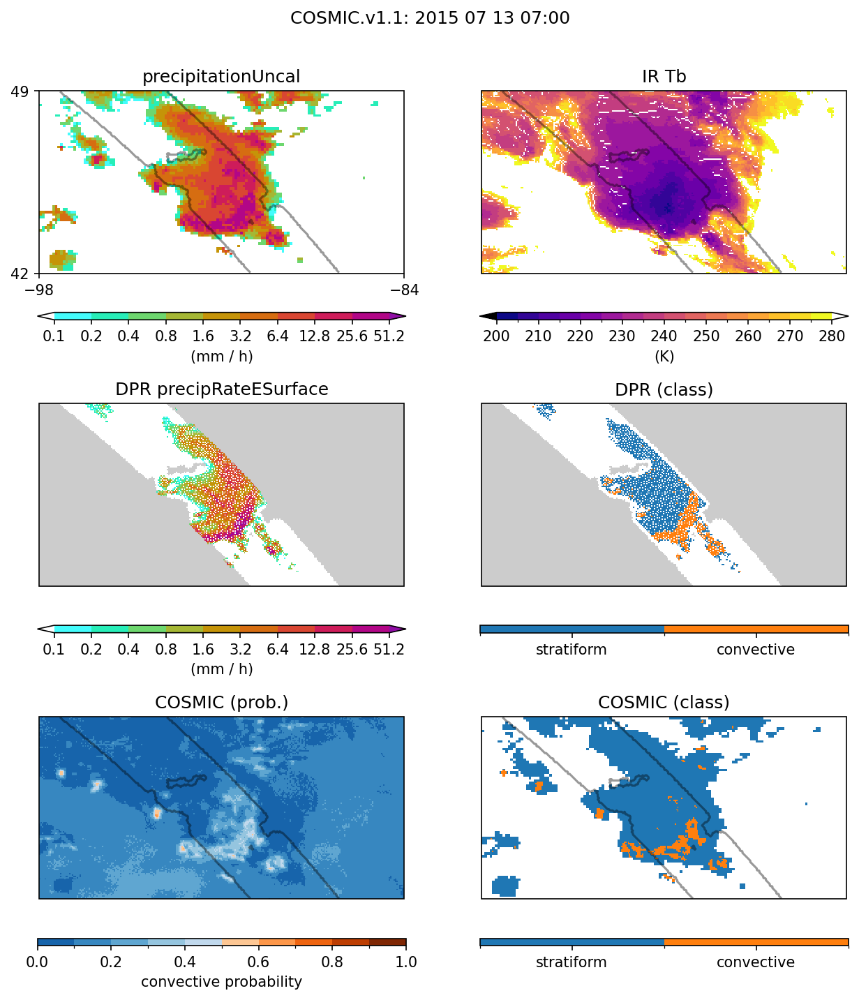 COSMIC.v1.1: 2015 07 13 07:00
precipitationUncal
IR Tb
49
42
−98
−84
0.1 0.2 0.4 0.8 1.6 3.2 6.4 12.8 25.6 51.2
(mm / h)
200 210 220 230 240 250 260 270 280
(K)
DPR precipRateESurface
DPR (class)
0.1 0.2 0.4 0.8 1.6 3.2 6.4 12.8 25.6 51.2
(mm / h)
stratiform convective
COSMIC (prob.)
COSMIC (class)
0.0 0.2 0.4 0.6 0.8 1.0
convective probability
stratiform convective